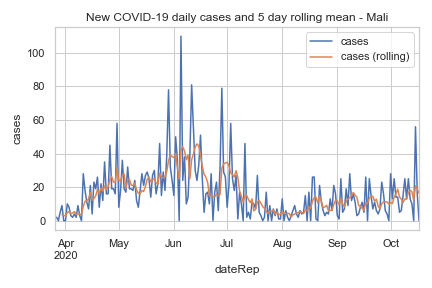 New COVID-19 daily cases and 5 day rolling mean - Mali
cases
cases (rolling)
cases
100
80
60
40
20
0
Apr May Jun Jul Aug Sep Oct
2020
dateRep